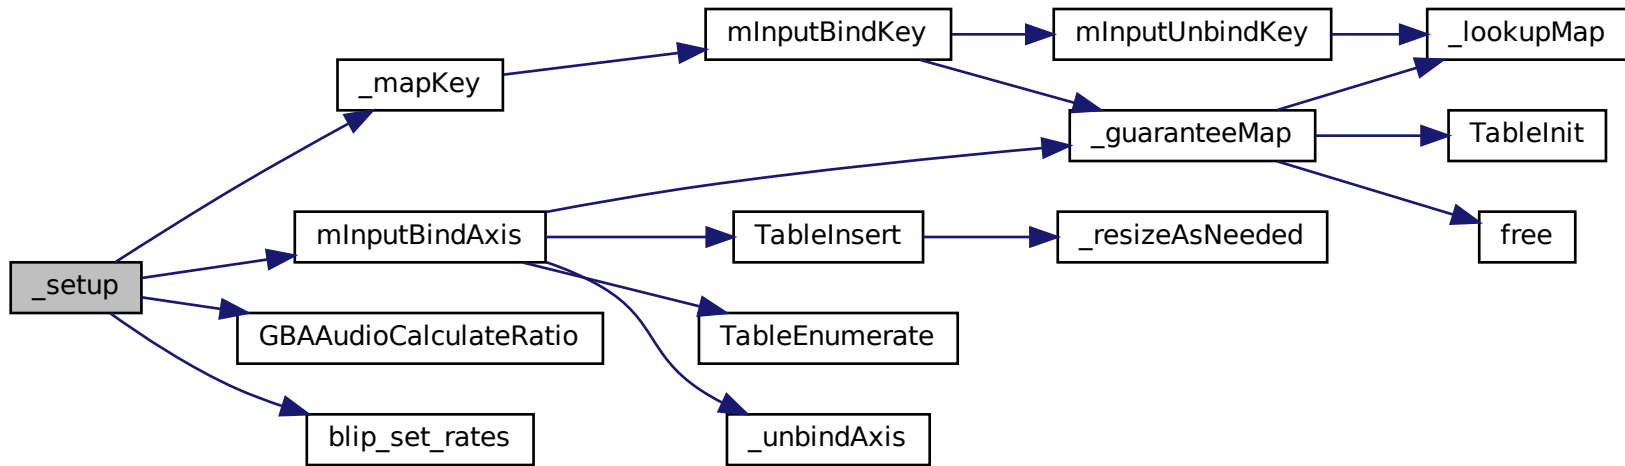 mInputBindKey
mInputUnbindKey
_lookupMap
_mapKey
_guaranteeMap
TableInit
mInputBindAxis
TableInsert
_resizeAsNeeded
free
_setup
GBAAudioCalculateRatio
TableEnumerate
blip_set_rates
_unbindAxis